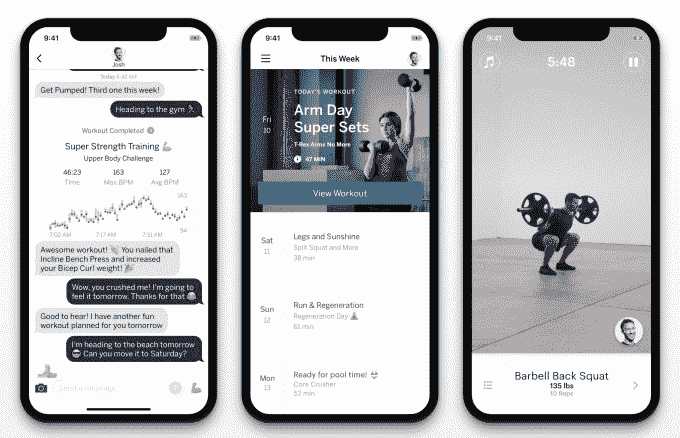 9:41
Josh
Today 6:42 AM
Get Pumped! Third one this week!
Heading to the gym
Workout Completed
Super Strength Training
Upper Body Challenge
46:23 163 127
Time Max BPM Avg BPM
163
94
7:02 AM 7:17 AM 7:31 AM
Awesome workout! You nailed that
Incline Bench Press and increased
your Bicep Curl weight!
Wow, you crushed me! I'm going to
feel it tomorrow. Thanks for that
Good to hear! I have another fun
workout planned for you tomorrow
I'm heading to the beach tomorrow
Can you move it to Saturday?
Send a message
9:41
This Week
Fri
10
TODAY'S WORKOUT
Arm Day
Super Sets
T-Rex Arms No More
47 MIN
View Workout
Sat
11
Legs and Sunshine
Split Squat and More
38 min
Sun
12
Run & Regeneration
Regeneration Day
61 min
Mon
13
Ready for pool time!
Core Crusher
52 min
9:41
5:48
Barbell Back Squat
135 lbs
10 Reps